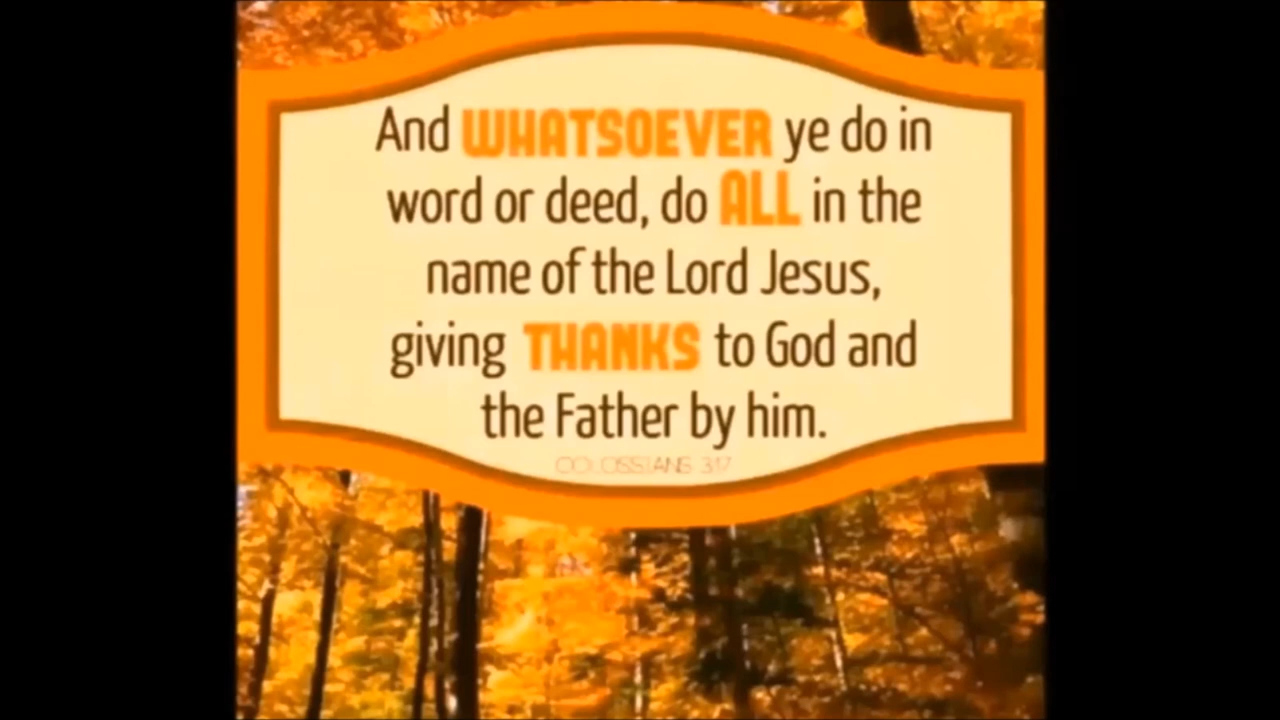 And WHATSOEVER ye do in
word or deed, do ALL in the
name of the Lord Jesus,
giving THANKS to God and
the Father by him.
COLOSSIANS 3:17